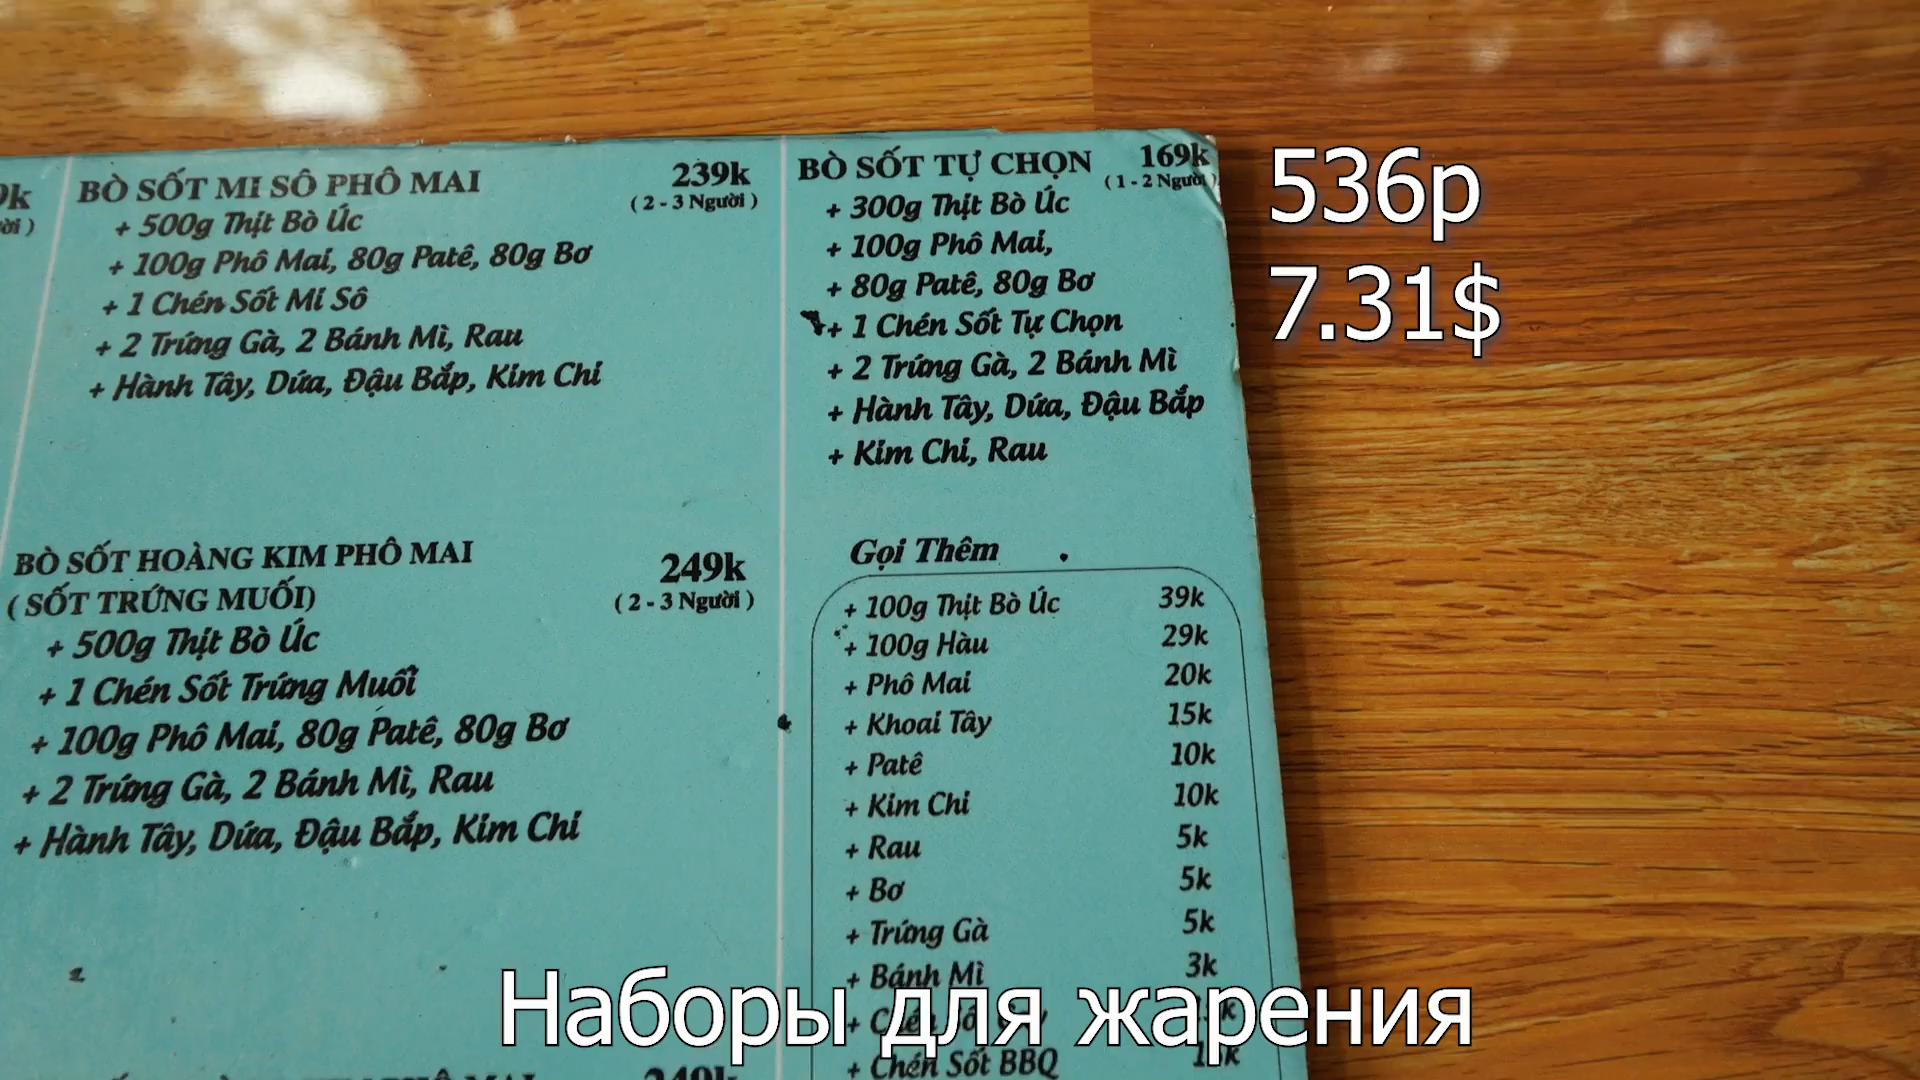 9k
ời )
BÒ SỐT MI SÔ PHÔ MAI 239k
( 2 - 3 Người )
+ 500g Thịt Bò Úc
+ 100g Phô Mai, 80g Patê, 80g Bơ
+ 1 Chén Sốt Mi Sô
+ 2 Trứng Gà, 2 Bánh Mì, Rau
+ Hành Tây, Dứa, Đậu Bắp, Kim Chi
BÒ SỐT HOÀNG KIM PHÔ MAI 249k
( SỐT TRỨNG MUỐI) ( 2 - 3 Người )
+ 500g Thịt Bò Úc
+ 1 Chén Sốt Trứng Muối
+ 100g Phô Mai, 80g Patê, 80g Bơ
+ 2 Trứng Gà, 2 Bánh Mì, Rau
+ Hành Tây, Dứa, Đậu Bắp, Kim Chi
BÒ SỐT TỰ CHỌN 169k
( 1 - 2 Người )
+ 300g Thịt Bò Úc
+ 100g Phô Mai,
+ 80g Patê, 80g Bơ
+ 1 Chén Sốt Tự Chọn
+ 2 Trứng Gà, 2 Bánh Mì
+ Hành Tây, Dứa, Đậu Bắp
+ Kim Chi, Rau
Gọi Thêm
+ 100g Thịt Bò Úc 39k
+ 100g Hàu 29k
+ Phô Mai 20k
+ Khoai Tây 15k
+ Patê 10k
+ Kim Chi 10k
+ Rau 5k
+ Bơ 5k
+ Trứng Gà 5k
+ Bánh Mì 3k
+ Chén Sốt BBQ
536р
7.31$
Наборы для жарения